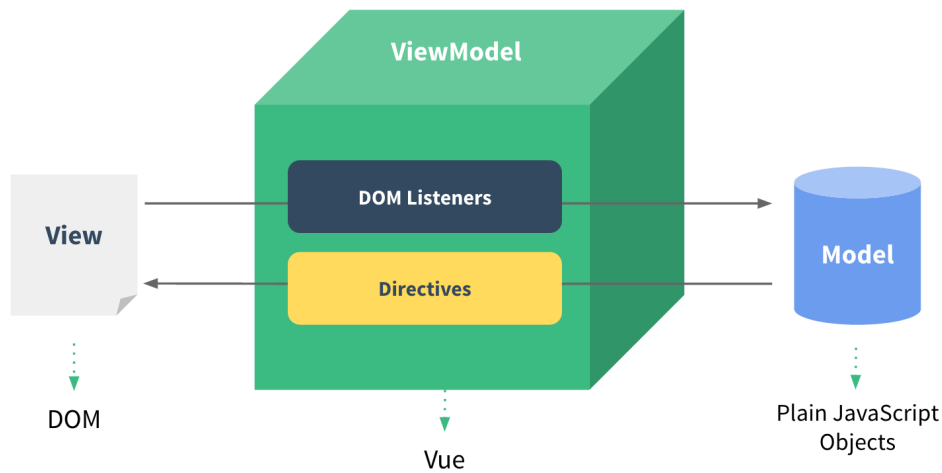 ViewModel
DOM Listeners
View
Directives
Model
DOM
Vue
Plain JavaScript
Objects